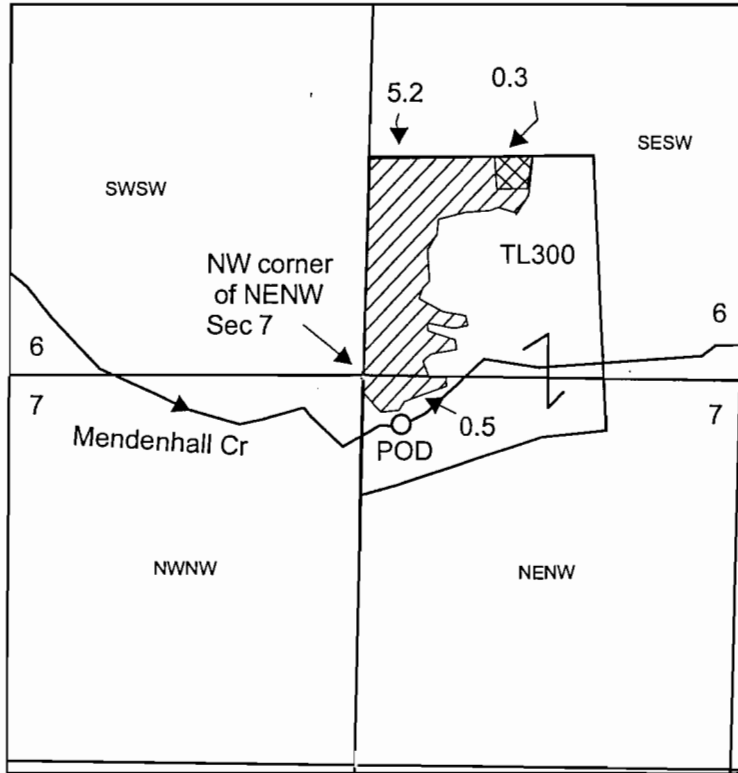 0.3
5.2
SESW
SWSW
TL300
NW corner
of NENW
Sec 7
6
6
7
7
0.5
Mendenhall Cr
POD
NWNW
NENW